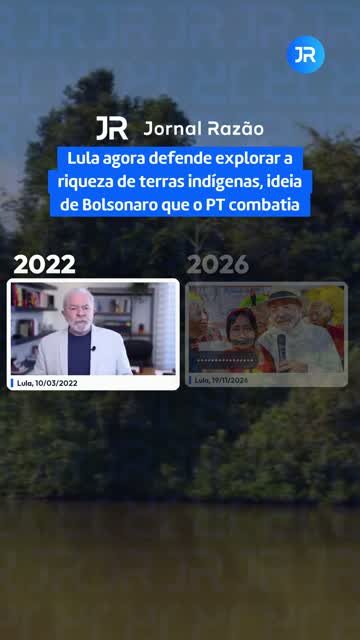 JR
JR Jornal Razão
Lula agora defende explorar a
riqueza de terras indígenas, ideia
de Bolsonaro que o PT combatia
2022
2026
Lula, 10/03/2022
Lula, 19/11/2026